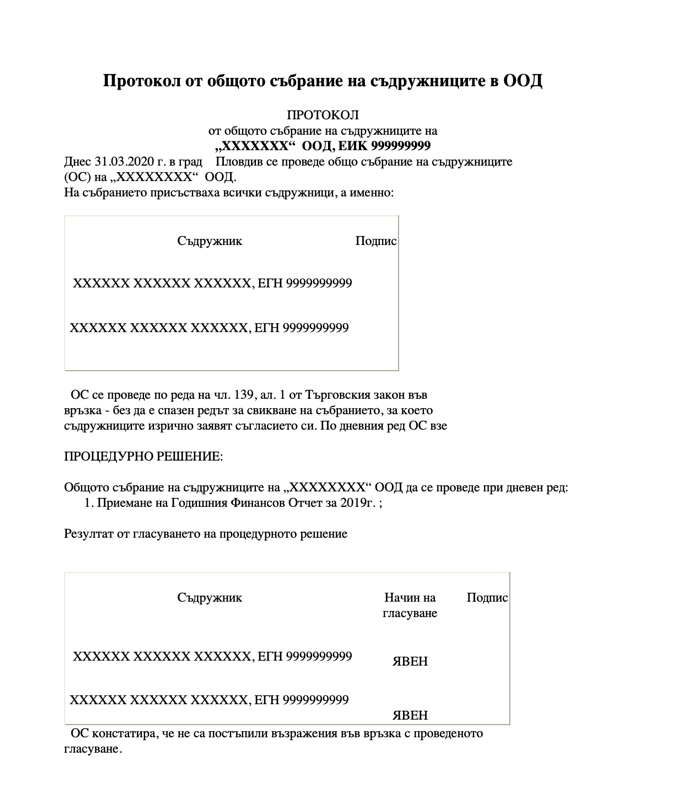 Протокол от общото събрание на съдружниците в ООД
ПРОТОКОЛ
от общото събрание на съдружниците на
„XXXXXXX“ ООД, ЕИК 999999999
Днес 31.03.2020 г. в град Пловдив се проведе общо събрание на съдружниците
(ОС) на „XXXXXXXX“ ООД.
На събранието присъстваха всички съдружници, а именно:
Съдружник Подпис
XXXXXX XXXXXX XXXXXX, ЕГН 9999999999
XXXXXX XXXXXX XXXXXX, ЕГН 9999999999
ОС се проведе по реда на чл. 139, ал. 1 от Търговския закон във
връзка - без да е спазен редът за свикване на събранието, за което
съдружниците изрично заявят съгласието си. По дневния ред ОС взе
ПРОЦЕДУРНО РЕШЕНИЕ:
Общото събрание на съдружниците на „XXXXXXXX“ ООД да се проведе при дневен ред:
1. Приемане на Годишния Финансов Отчет за 2019г. ;
Резултат от гласуването на процедурното решение
Съдружник Начин на Подпис
гласуване
XXXXXX XXXXXX XXXXXX, ЕГН 9999999999
ЯВЕН
XXXXXX XXXXXX XXXXXX, ЕГН 9999999999
ЯВЕН
ОС констатира, че не са постъпили възражения във връзка с проведеното
гласуване.